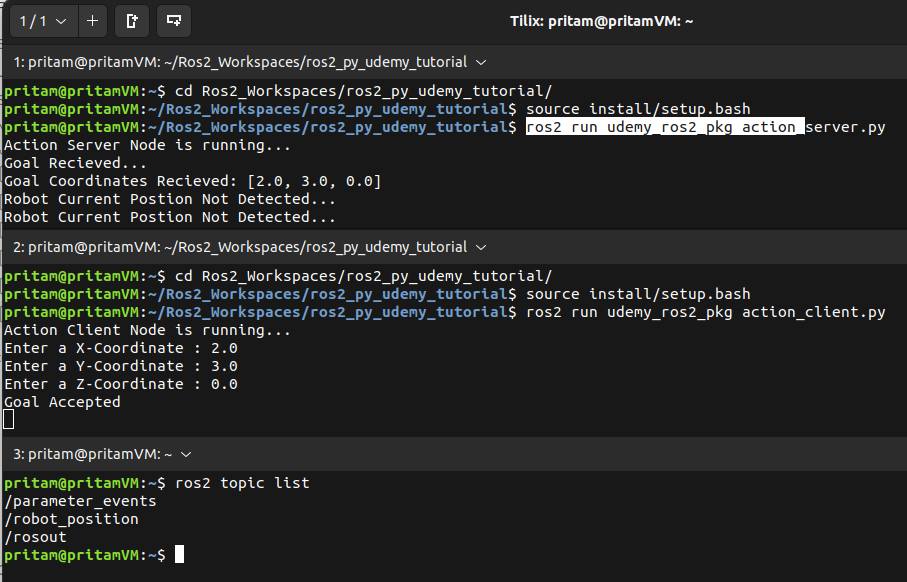 1 / 1
Tilix: pritam@pritamVM: ~
1: pritam@pritamVM: ~/Ros2_Workspaces/ros2_py_udemy_tutorial
pritam@pritamVM:~$ cd Ros2_Workspaces/ros2_py_udemy_tutorial/
pritam@pritamVM:~/Ros2_Workspaces/ros2_py_udemy_tutorial$ source install/setup.bash
pritam@pritamVM:~/Ros2_Workspaces/ros2_py_udemy_tutorial$ ros2 run udemy_ros2_pkg action_server.py
Action Server Node is running...
Goal Recieved...
Goal Coordinates Recieved: [2.0, 3.0, 0.0]
Robot Current Postion Not Detected...
Robot Current Postion Not Detected...
2: pritam@pritamVM: ~/Ros2_Workspaces/ros2_py_udemy_tutorial
pritam@pritamVM:~$ cd Ros2_Workspaces/ros2_py_udemy_tutorial/
pritam@pritamVM:~/Ros2_Workspaces/ros2_py_udemy_tutorial$ source install/setup.bash
pritam@pritamVM:~/Ros2_Workspaces/ros2_py_udemy_tutorial$ ros2 run udemy_ros2_pkg action_client.py
Action Client Node is running...
Enter a X-Coordinate : 2.0
Enter a Y-Coordinate : 3.0
Enter a Z-Coordinate : 0.0
Goal Accepted
3: pritam@pritamVM: ~
pritam@pritamVM:~$ ros2 topic list
/parameter_events
/robot_position
/rosout
pritam@pritamVM:~$